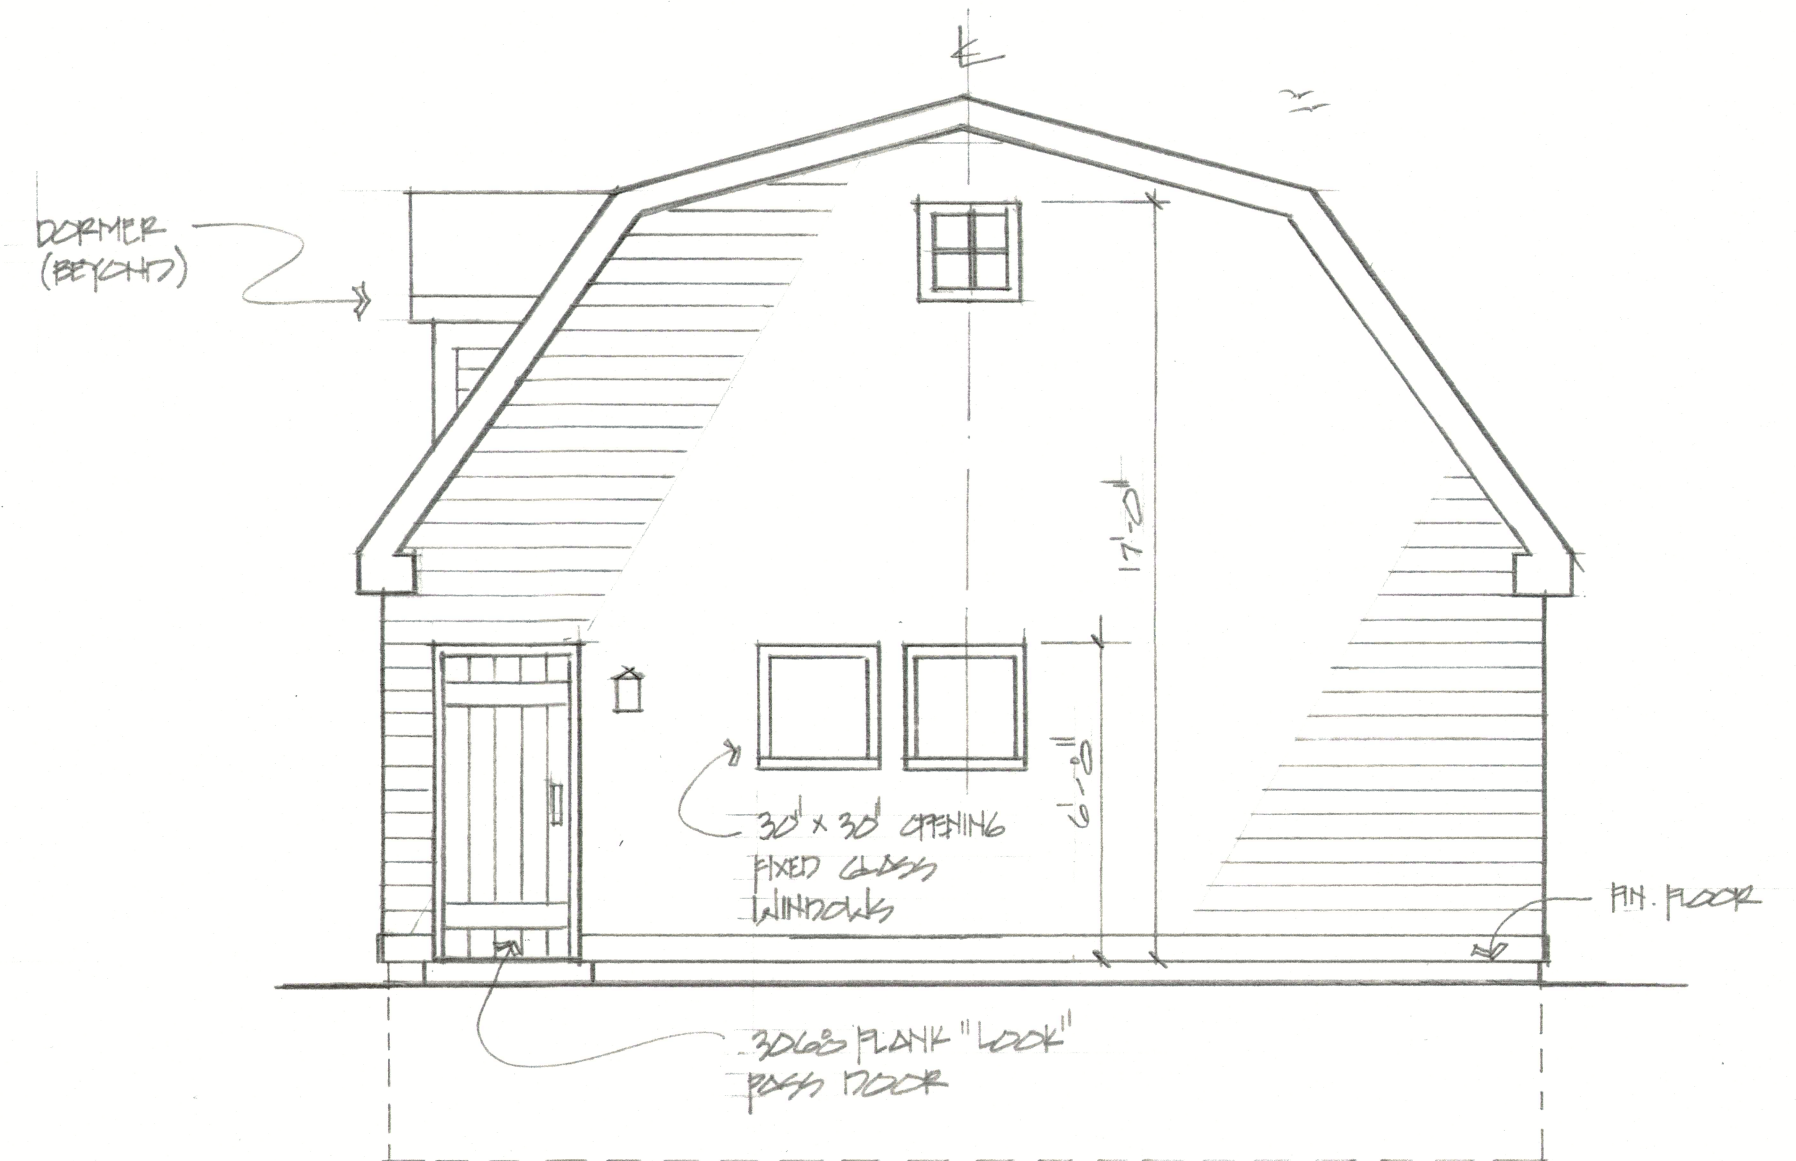 ℄
DORMER
(BEYOND)
17'-0"
6'-8"
30" x 30" OPENING
FIXED GLASS
WINDOWS
FIN. FLOOR
3068 PLANK "LOOK"
PASS DOOR